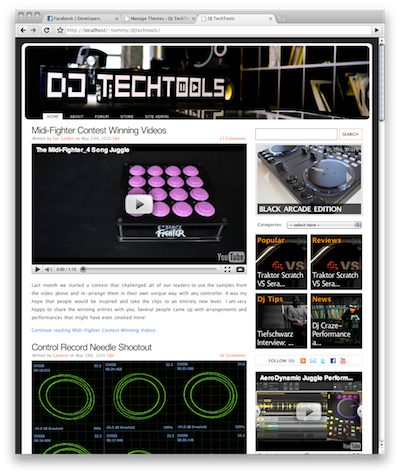 Facebook | Developers
Manage Themes ‹ DJ TechTo
DJ TechTools
http://localhost/~tommy/djtechtools/
DJ TECHTOOLS
HOME ABOUT FORUM STORE SITE ADMIN
Midi-Fighter Contest Winning Videos
Written by on May 20th, 2010 Edit
27 Comments
The Midi-Fighter_4 Song Juggle
FIGHTER
YouTube
0:00 / 1:10
Last month we started a contest that challenged all of our readers to use the samples from
the video above and re-arrange them in their own unique way with any controller. It was my
hope that people would be inspired and take the clips to an entirely new level. I am very
happy to share the winning entries with you. Several people came up with arrangements and
performances that might have even smoked mine!
Continue reading Midi-Fighter Contest Winning Videos
Control Record Needle Shootout
Written by on May 19th, 2010 Edit
SEARCH
In the Store
BLACK ARCADE EDITION
Categories: -- select here --
Popular
Traktor Scratch
VS Sera...
Reviews
Traktor Scratch
VS Sera...
Dj Tips
Tiefschwarz
Interview: ...
News
Dj Craze-
Performance
a...
FOLLOW US
AeroDynamic Juggle Perform...
YouTube